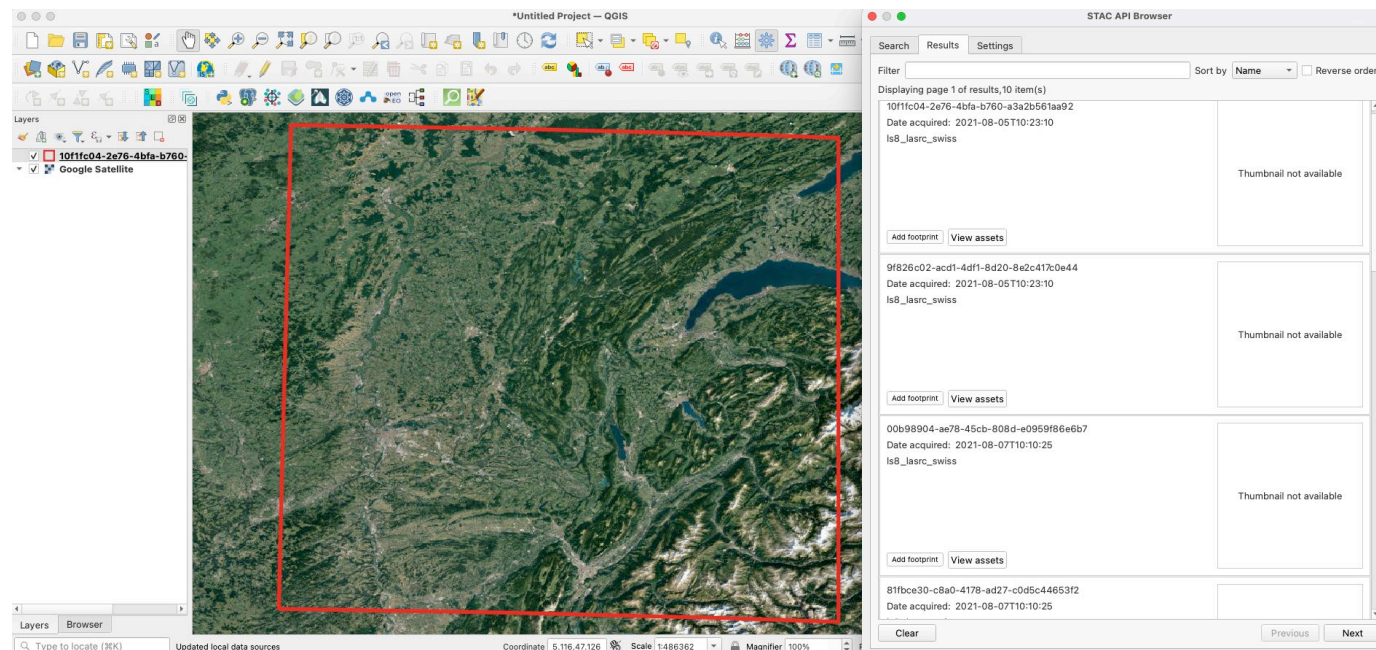 *Untitled Project — QGIS
Layers
10f1fc04-2e76-4bfa-b760-
Google Satellite
Layers Browser
Type to locate (⌘K)
Updated local data sources
Coordinate 5.116,47.126
Scale 1:486362
Magnifier 100%
STAC API Browser
Search Results Settings
Filter
Sort by Name
Reverse order
Displaying page 1 of results,10 item(s)
10f1fc04-2e76-4bfa-b760-a3a2b561aa92
Date acquired: 2021-08-05T10:23:10
ls8_lasrc_swiss
Thumbnail not available
Add footprint View assets
9f826c02-acd1-4df1-8d20-8e2c417c0e44
Date acquired: 2021-08-05T10:23:10
ls8_lasrc_swiss
Thumbnail not available
Add footprint View assets
00b98904-ae78-45cb-808d-e0959f86e6b7
Date acquired: 2021-08-07T10:10:25
ls8_lasrc_swiss
Thumbnail not available
Add footprint View assets
81fbce30-c8a0-4178-ad27-c0d5c44653f2
Date acquired: 2021-08-07T10:10:25
Clear Previous Next